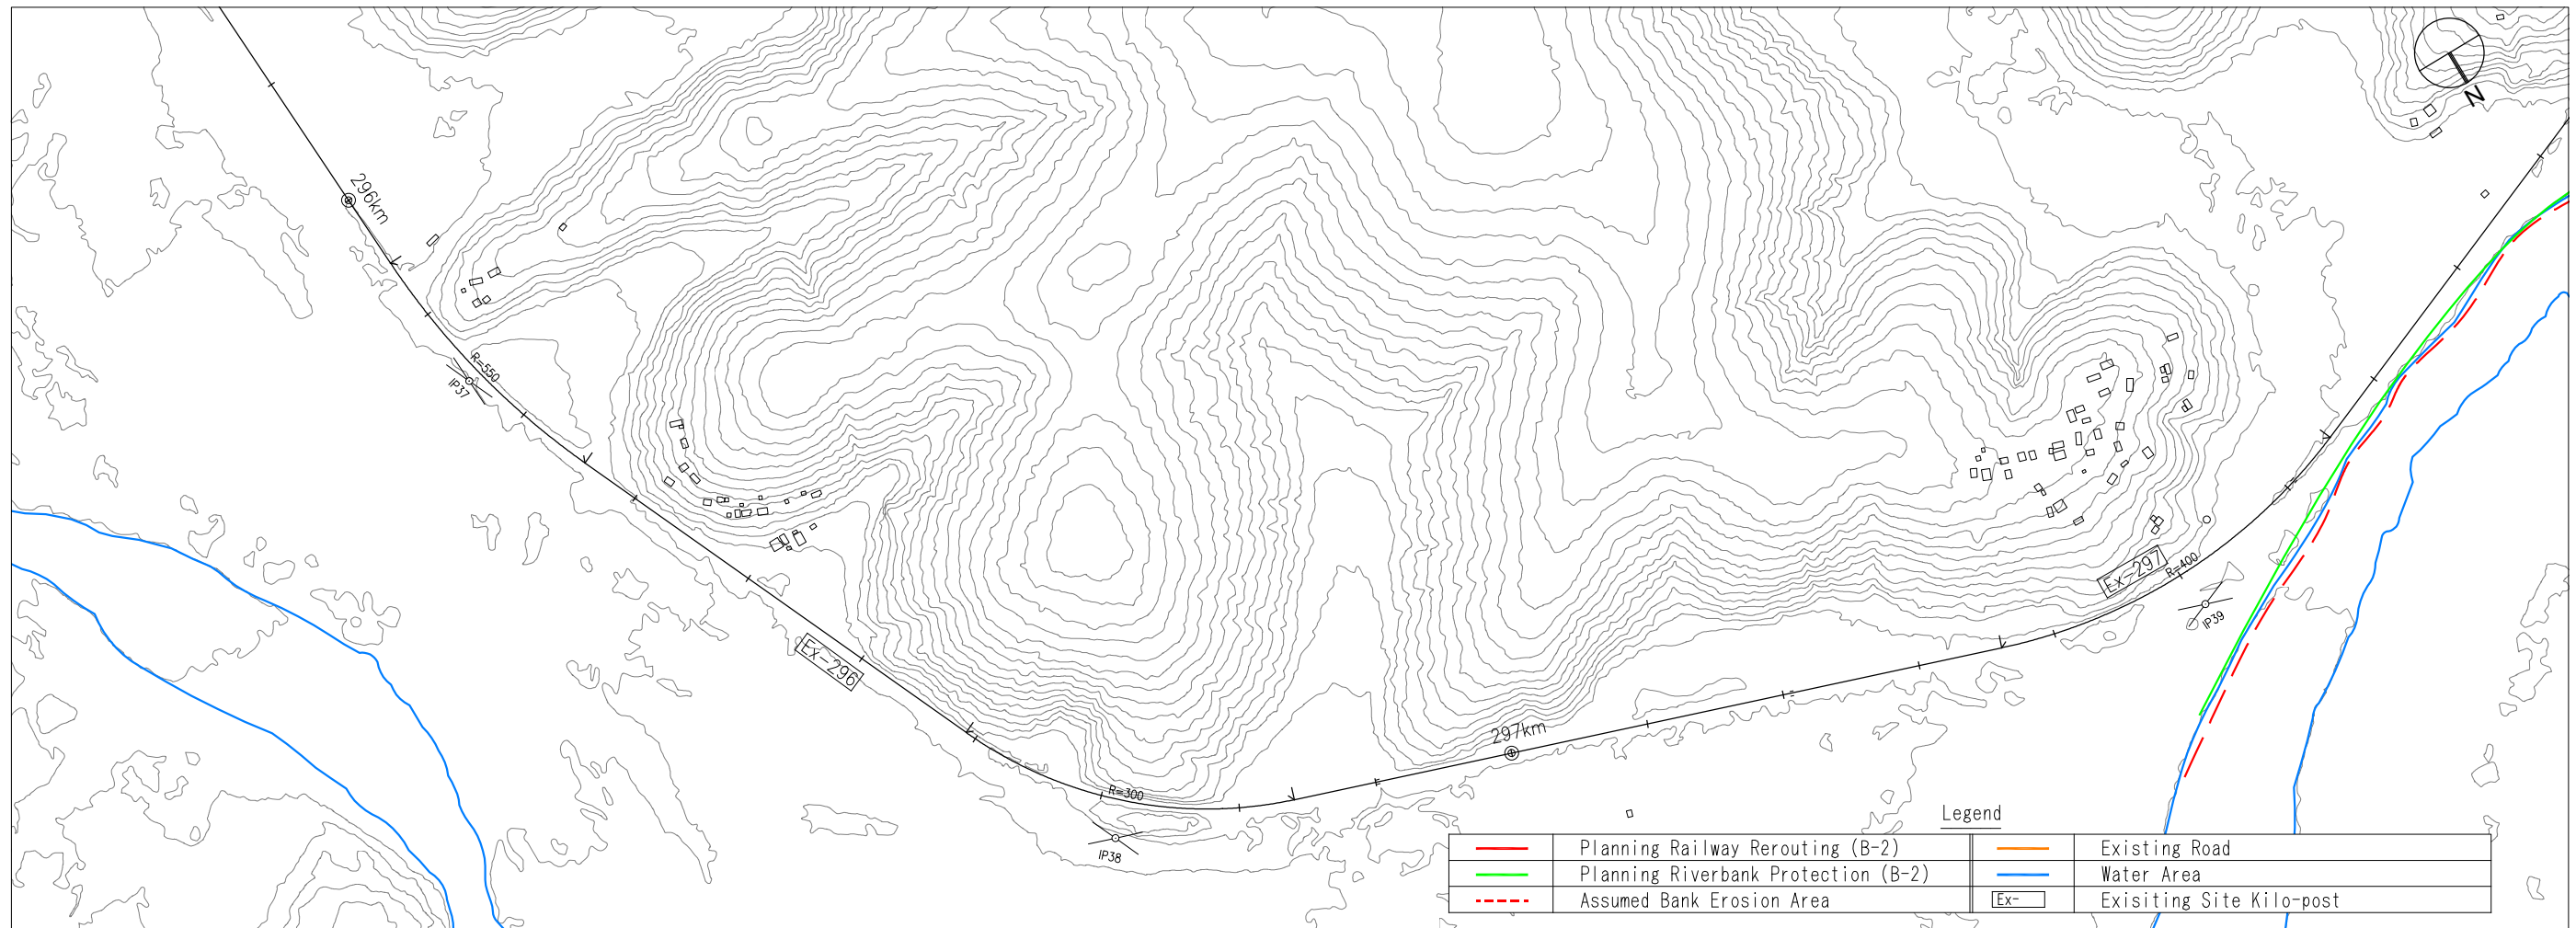 N
296km
R=550
IP37
Ex-296
R=300
IP38
297km
Ex-297
R=400
IP39
Legend
Planning Railway Rerouting (B-2)
Existing Road
Planning Riverbank Protection (B-2)
Water Area
Assumed Bank Erosion Area
Ex-
Exisiting Site Kilo-post